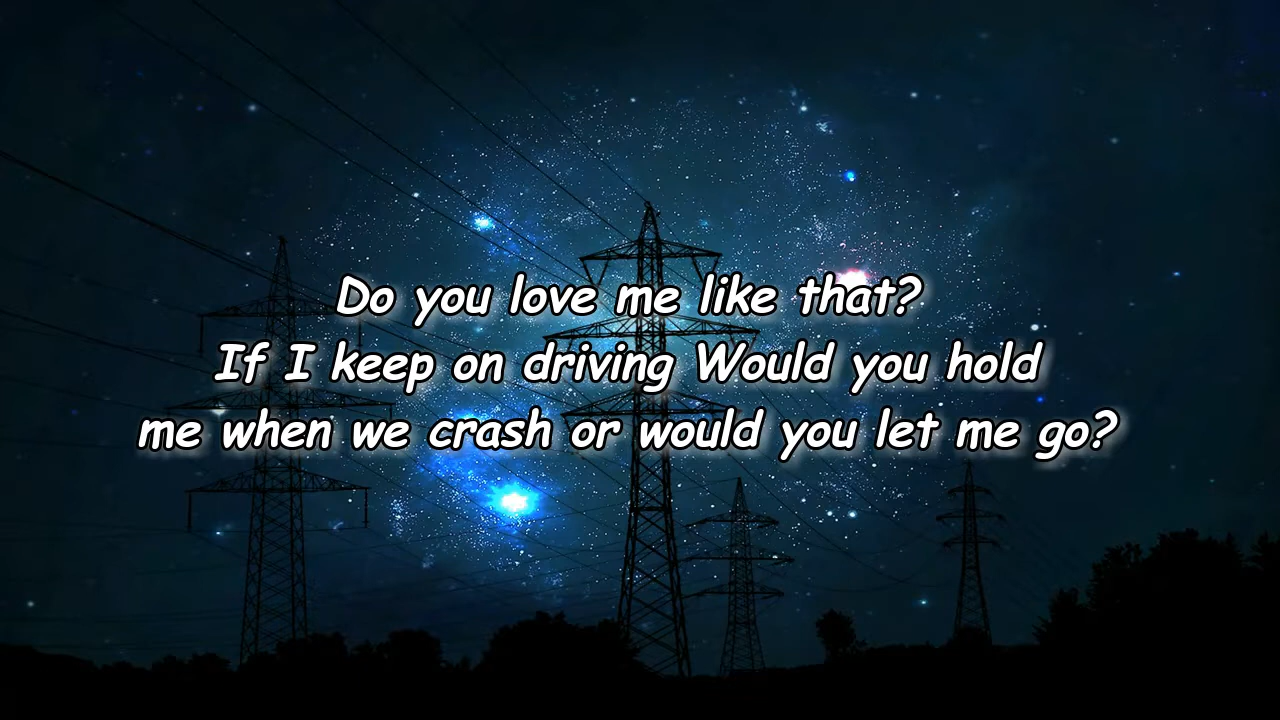 Do you love me like that?
If I keep on driving Would you hold
me when we crash or would you let me go?